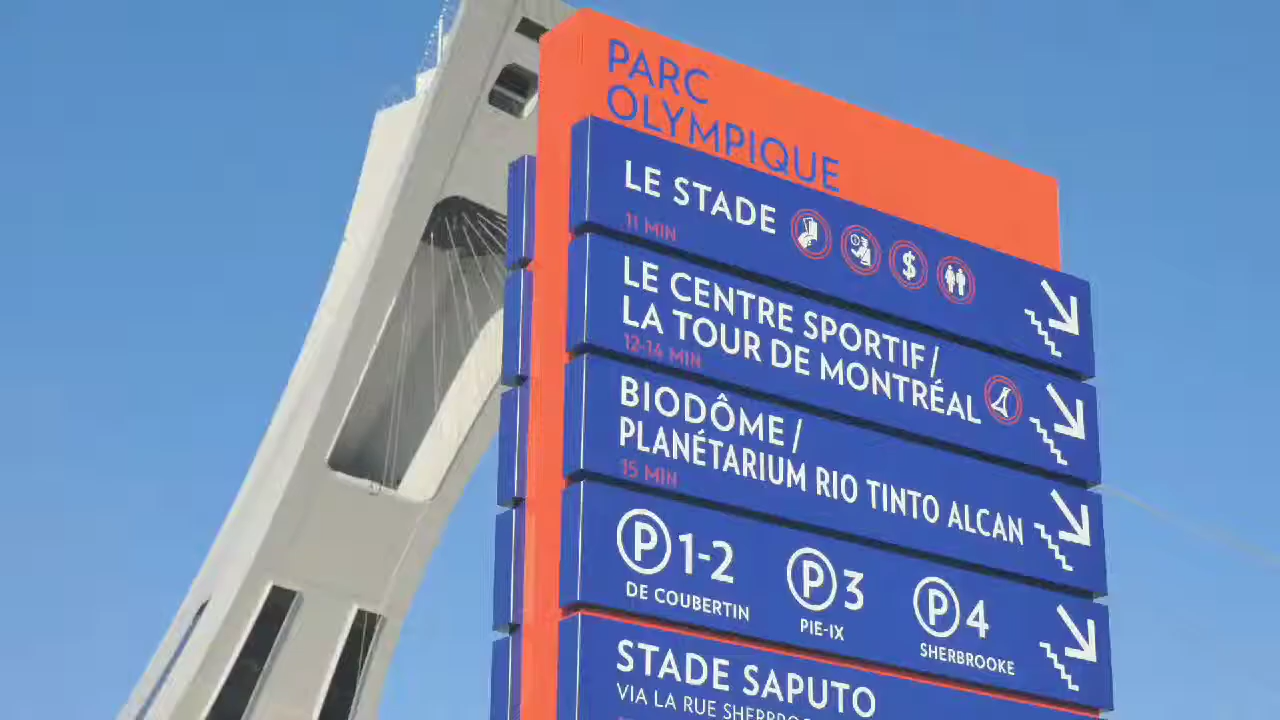 PARC
OLYMPIQUE
LE STADE
11 MIN
$
LE CENTRE SPORTIF/
LA TOUR DE MONTRÉAL
12-14 MIN
BIODÔME/
PLANÉTARIUM RIO TINTO ALCAN
15 MIN
P 1-2 P 3 P 4
DE COUBERTIN PIE-IX SHERBROOKE
STADE SAPUTO
VIA LA RUE